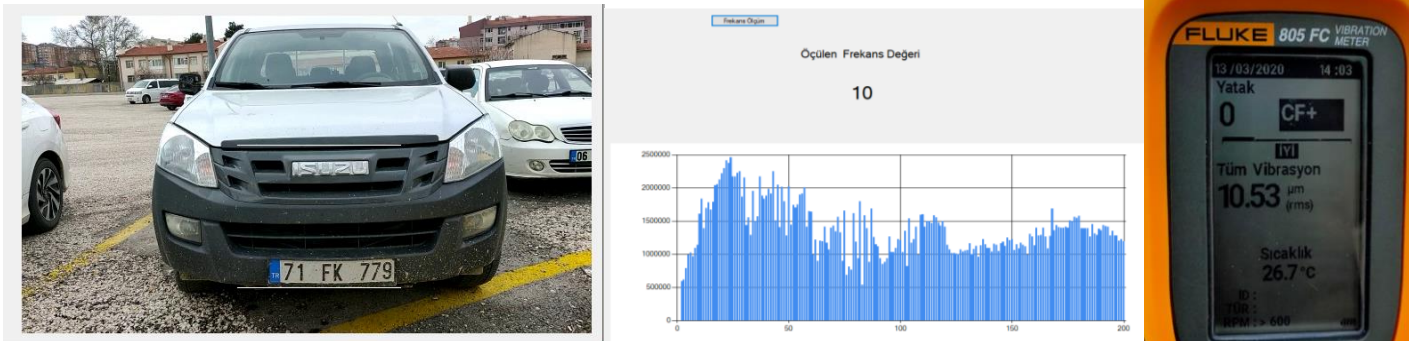 ISUZU
TR 71 FK 779
06
Frekans Ölçüm
Öçülen Frekans Değeri
10
2500000
2000000
1500000
1000000
500000
0
0 50 100 150 200
FLUKE 805 FC VIBRATION METER
13/03/2020 14:03
Yatak
0 CF+
İYİ
Tüm Vibrasyon
10.53 µm (rms)
Sıcaklık
26.7 °C
ID :
TÜR :
RPM : > 600